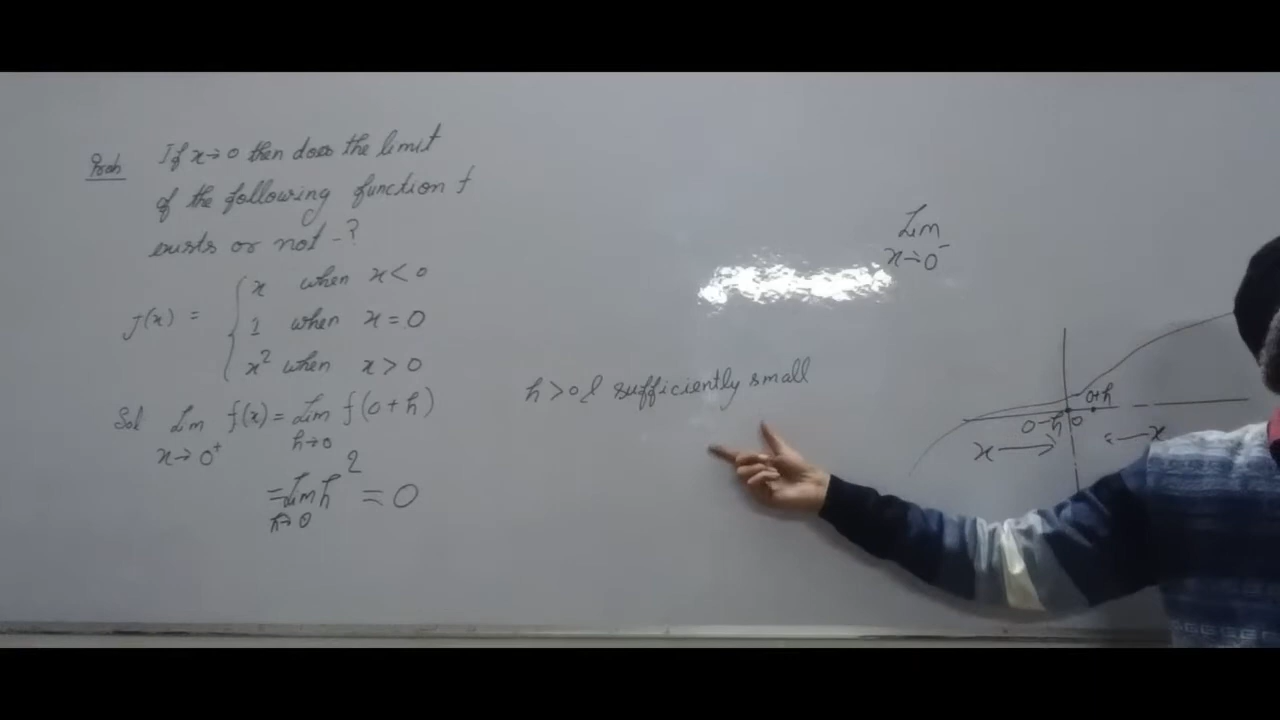 Prob If x→0 then does the limit
of the following function f
exists or not -?
f(x) = { x when x < 0
1 when x = 0
x² when x > 0
Sol Lim x→0⁺ f(x) = Lim h→0 f(0+h)
= Lim h→0 h² = 0
h>0 & sufficiently small
Lim
x→0⁻
0+h
0-h 0
x → ← x